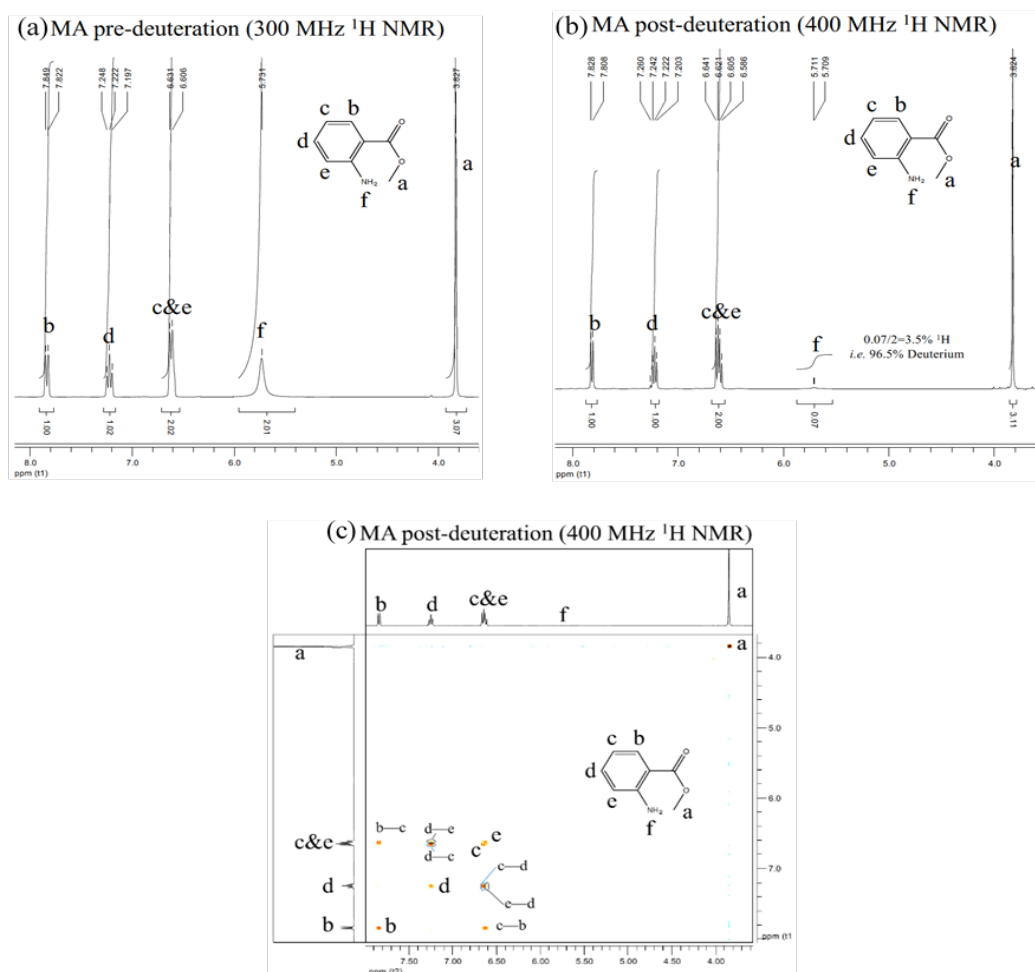 (a) MA pre-deuteration (300 MHz ¹H NMR)
7.849
7.822
7.248
7.222
7.197
6.631
6.606
5.731
3.827
c b O
d O
e NH₂ a
f
a
b d c&e f
1.00 1.02 2.02 2.01 3.07
8.0 7.0 6.0 5.0 4.0
ppm (t1)
(b) MA post-deuteration (400 MHz ¹H NMR)
7.828
7.808
7.260
7.242
7.222
7.203
6.641
6.621
6.605
6.586
5.711
5.709
3.824
c b O
d O
e NH₂ a
f
a
b d c&e f
0.07/2=3.5% ¹H
i.e. 96.5% Deuterium
1.00 1.00 2.00 0.07 3.11
8.0 7.0 6.0 5.0 4.0
ppm (t1)
(c) MA post-deuteration (400 MHz ¹H NMR)
b d c&e f a
a a
4.0
5.0
c b O
d O
e NH₂ a
f
6.0
b—c d—e e
c&e
d—c c
c—d
7.0
d d
e—d
b b c—b
ppm (t1
7.50 7.00 6.50 6.00 5.50 5.00 4.50 4.00